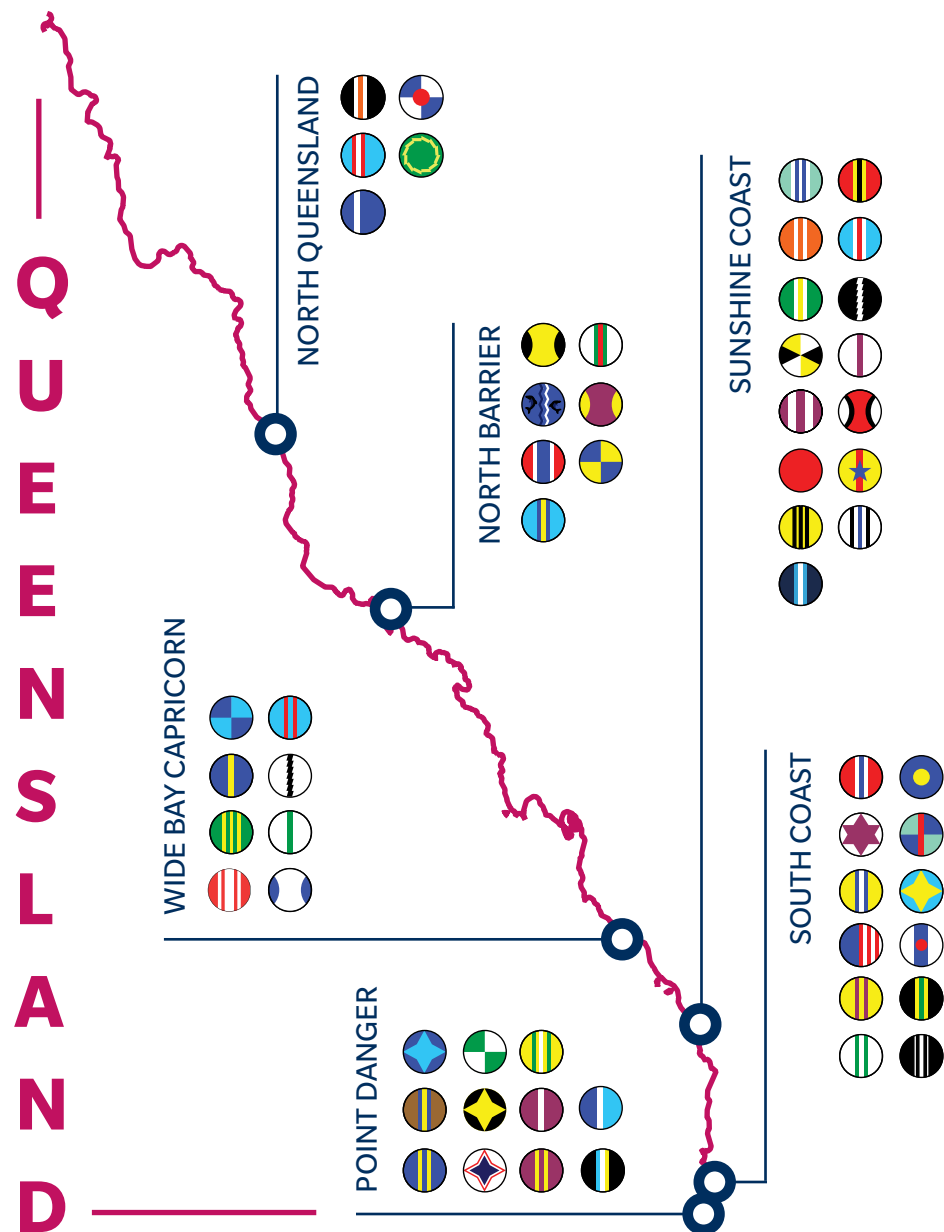 QUEENSLAND
NORTH QUEENSLAND
NORTH BARRIER
SUNSHINE COAST
WIDE BAY CAPRICORN
SOUTH COAST
POINT DANGER